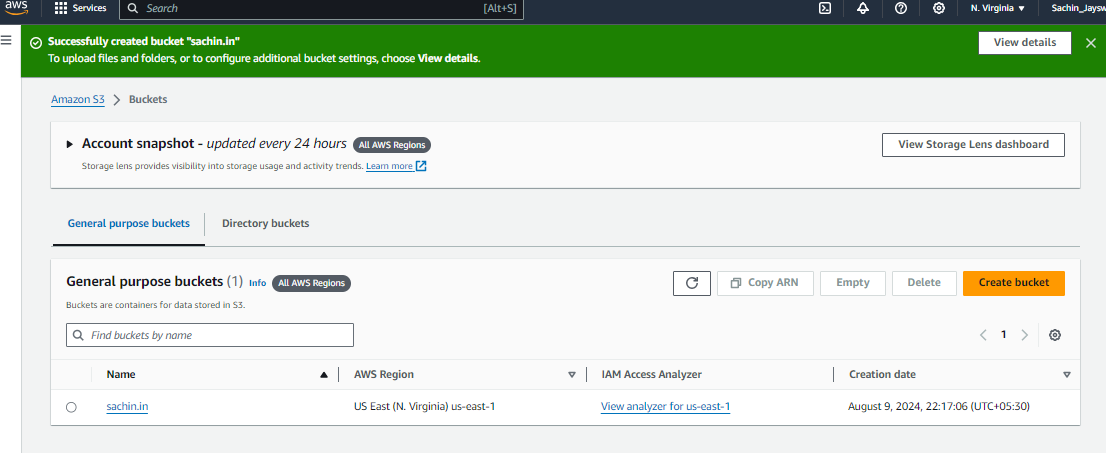 aws Services Search [Alt+S] N. Virginia Sachin_Jaysw
Successfully created bucket "sachin.in"
To upload files and folders, or to configure additional bucket settings, choose View details.
View details
Amazon S3 > Buckets
Account snapshot - updated every 24 hours All AWS Regions
Storage lens provides visibility into storage usage and activity trends. Learn more
View Storage Lens dashboard
General purpose buckets Directory buckets
General purpose buckets (1) Info All AWS Regions
Buckets are containers for data stored in S3.
Copy ARN Empty Delete Create bucket
Find buckets by name
1
Name AWS Region IAM Access Analyzer Creation date
sachin.in US East (N. Virginia) us-east-1 View analyzer for us-east-1 August 9, 2024, 22:17:06 (UTC+05:30)